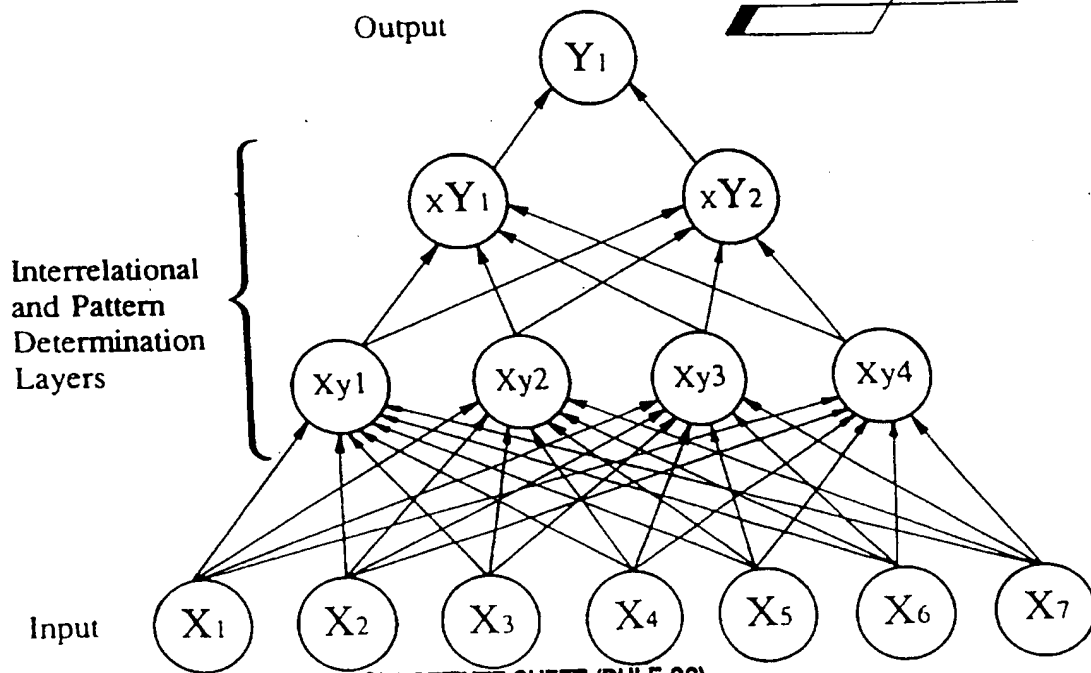 Output
Y1
xY1
xY2
Interrelational
and Pattern
Determination
Layers
Xy1
Xy2
Xy3
Xy4
Input
X1
X2
X3
X4
X5
X6
X7